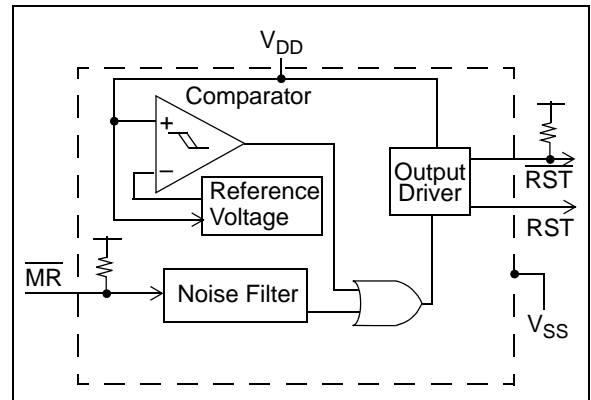 VDD
Comparator
+
−
Reference
Voltage
Output
Driver
RST
RST
MR
Noise Filter
VSS